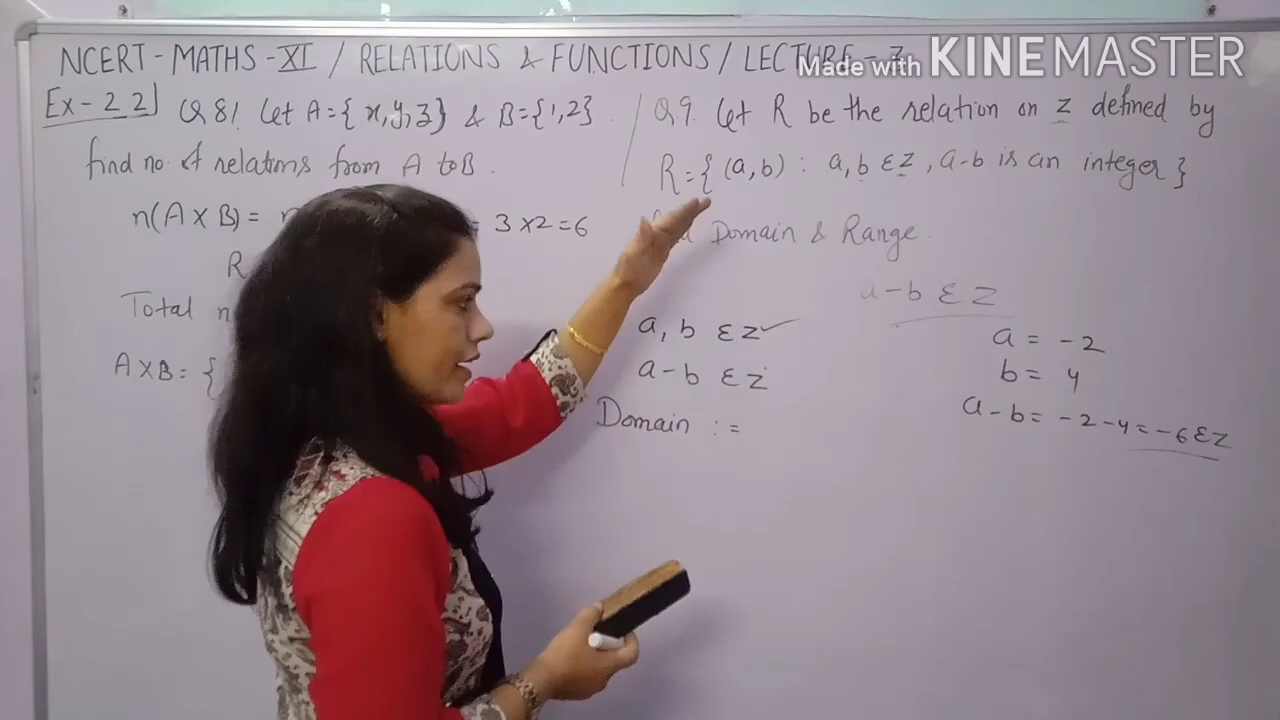 NCERT - MATHS - XI / RELATIONS & FUNCTIONS / LECTURE - 3
Made with KINEMASTER
Ex - 2.2 Q 8! Let A = { x, y, z } & B = {1, 2}
find no. of relations from A to B.
n(A X B) = = 3 x 2 = 6
R
Total n
A X B = {
Q.9. Let R be the relation on Z defined by
R = { (a, b) : a, b ε Z , a - b is an integer }
Domain & Range .
a - b ε Z
a, b ε Z ✓
a - b ε Z
Domain : =
a = - 2
b = 4
a - b = - 2 - 4 = - 6 ε Z